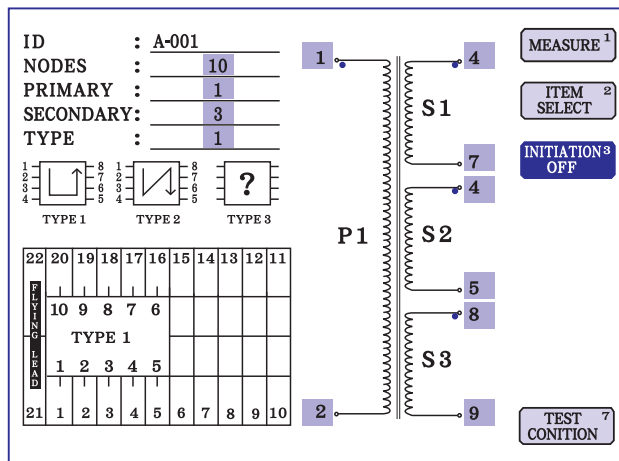 ID : A-001
NODES : 10
PRIMARY : 1
SECONDARY: 3
TYPE : 1
1 8
2 7
3 6
4 5
TYPE 1
1 8
2 7
3 6
4 5
TYPE 2
?
TYPE 3
22 20 19 18 17 16 15 14 13 12 11
FLYING LEAD
10 9 8 7 6
TYPE 1
1 2 3 4 5
21 1 2 3 4 5 6 7 8 9 10
1
P1
2
4
S1
7
4
S2
5
8
S3
9
MEASURE 1
ITEM 2
SELECT
INITIATION 3
OFF
TEST 7
CONITION